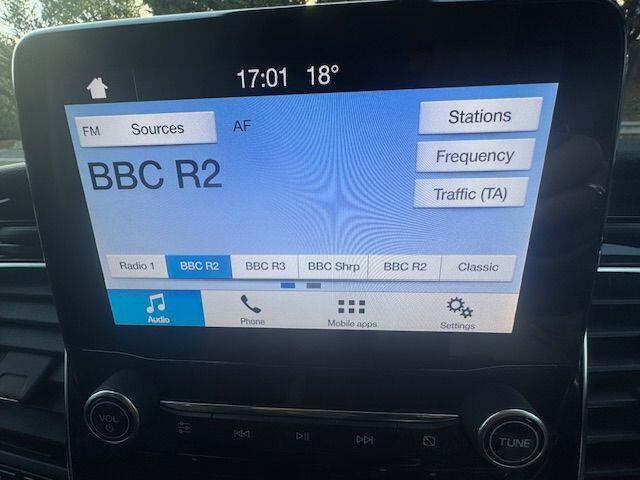 17:01 18°
FM Sources AF Stations
BBC R2 Frequency
Traffic (TA)
Radio 1 BBC R2 BBC R3 BBC Shrp BBC R2 Classic
Audio Phone Mobile apps Settings
VOL TUNE